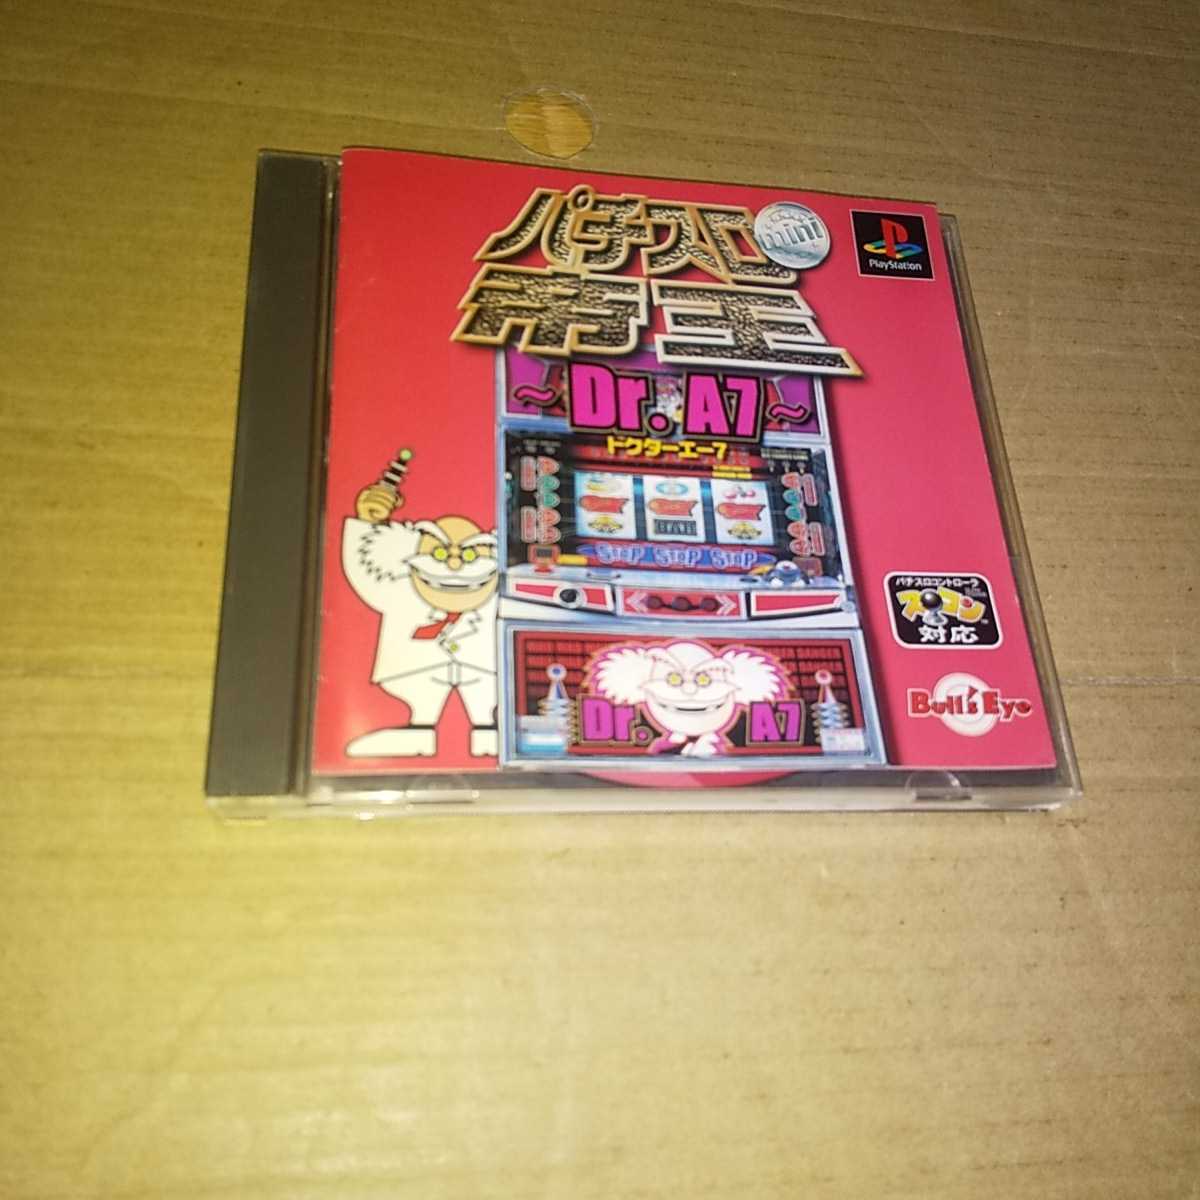 パチスロ
mini
帝王
PlayStation
～Dr. A7～
ドクターエー7
BAR
STOP STOP STOP
パチスロコントローラ
スロコン
対応
Bull's Eye
Dr. A7